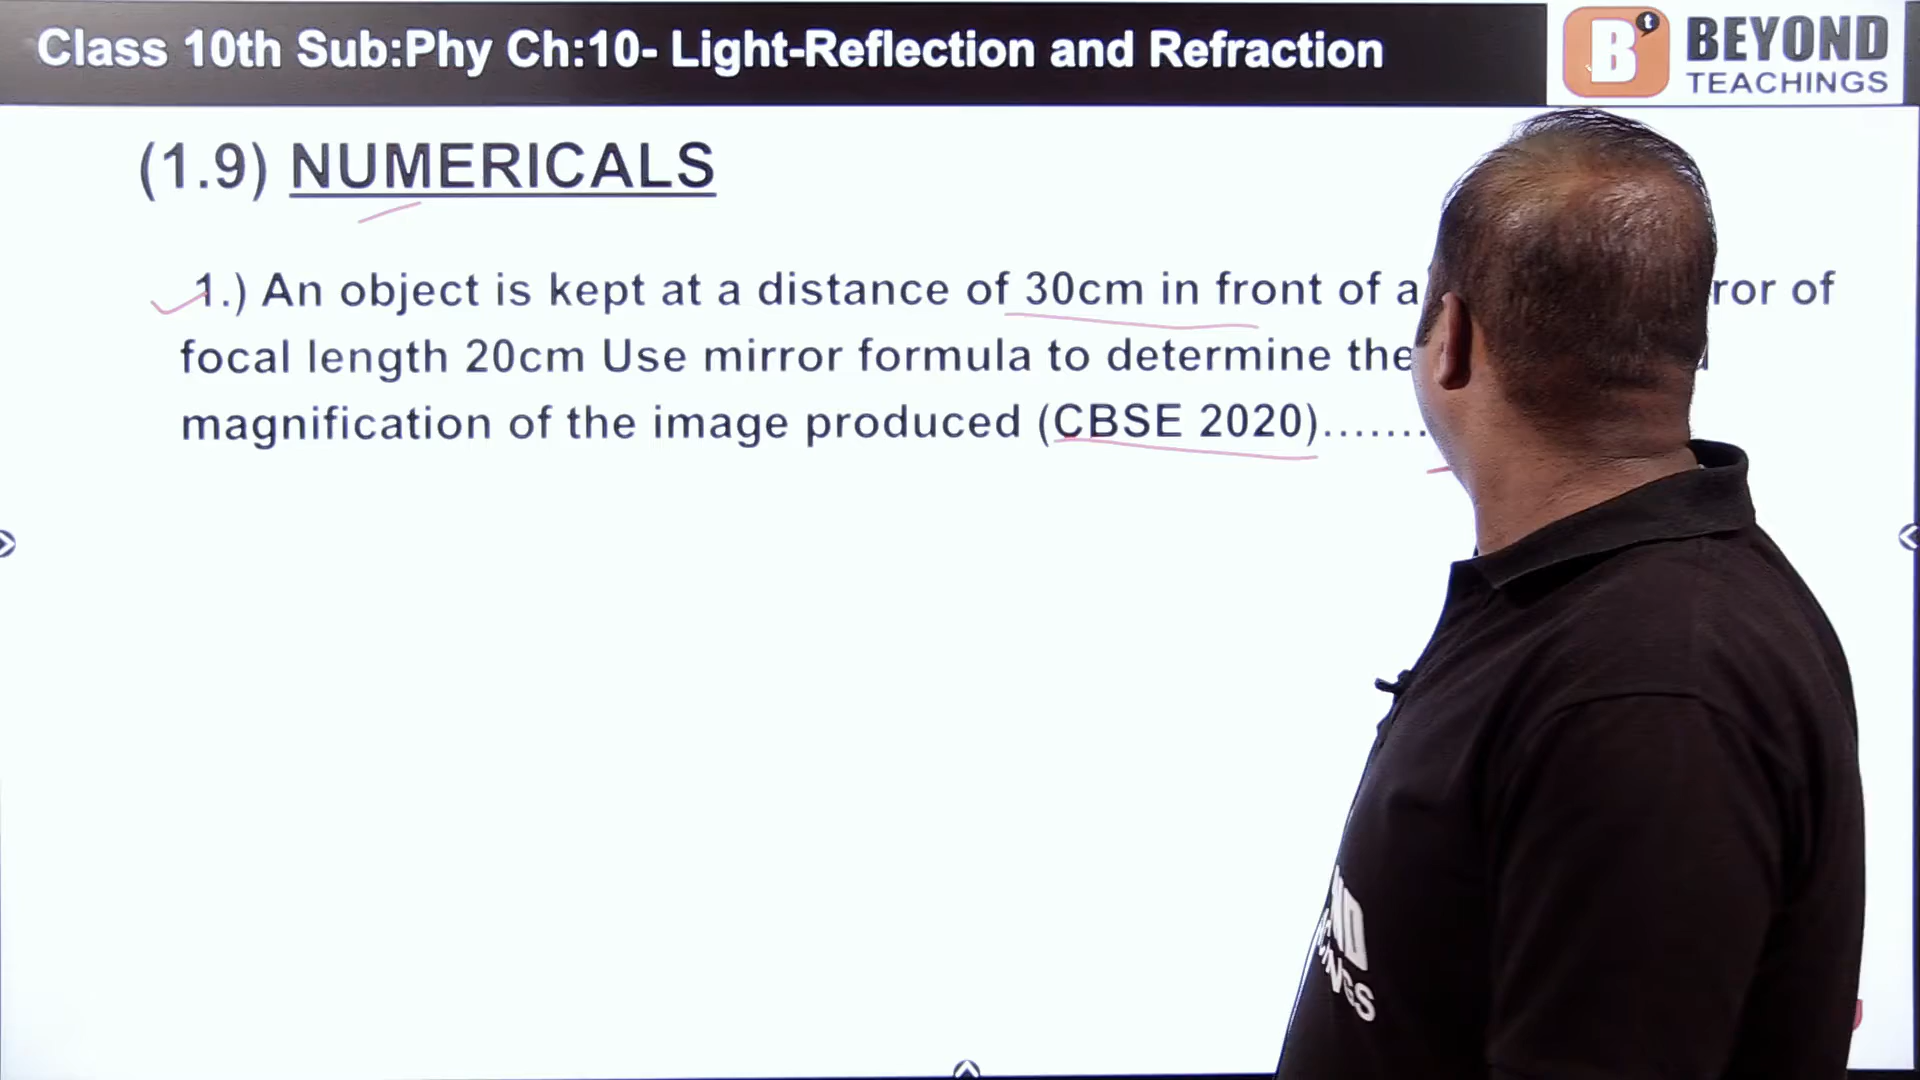 Class 10th Sub:Phy Ch:10- Light-Reflection and Refraction
B t BEYOND
TEACHINGS
(1.9) NUMERICALS
1.) An object is kept at a distance of 30cm in front of a ror of
focal length 20cm Use mirror formula to determine the
magnification of the image produced (CBSE 2020).......
ND
INGS